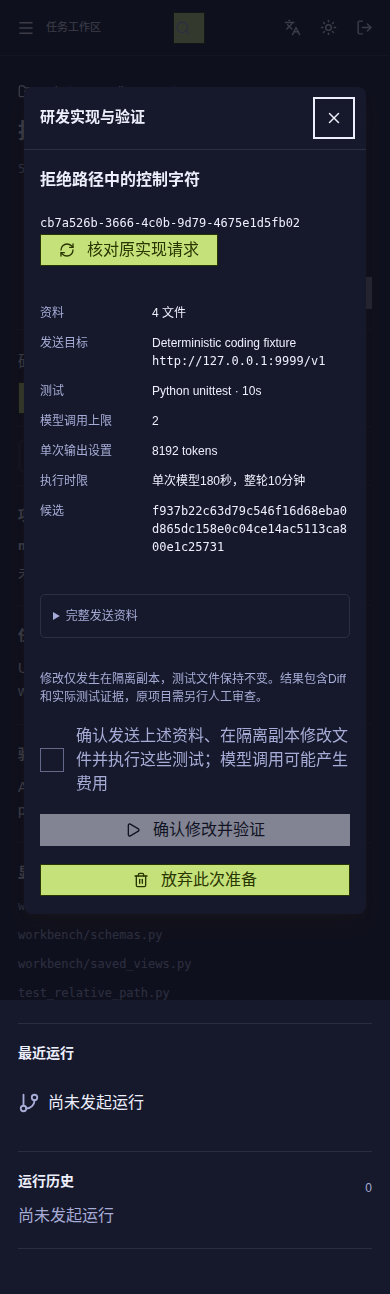 任务工作区
研发实现与验证
拒绝路径中的控制字符
cb7a526b-3666-4c0b-9d79-4675e1d5fb02
核对原实现请求
资料
4 文件
发送目标
Deterministic coding fixture
http://127.0.0.1:9999/v1
测试
Python unittest · 10s
模型调用上限
2
单次输出设置
8192 tokens
执行时限
单次模型180秒，整轮10分钟
候选
f937b22c63d79c546f16d68eba0
d865dc158e0c04ce14ac5113ca8
00e1c25731
完整发送资料
修改仅发生在隔离副本，测试文件保持不变。结果包含Diff
和实际测试证据，原项目需另行人工审查。
确认发送上述资料、在隔离副本修改文
件并执行这些测试；模型调用可能产生
费用
确认修改并验证
放弃此次准备
workbench/schemas.py
workbench/saved_views.py
test_relative_path.py
最近运行
尚未发起运行
运行历史
0
尚未发起运行